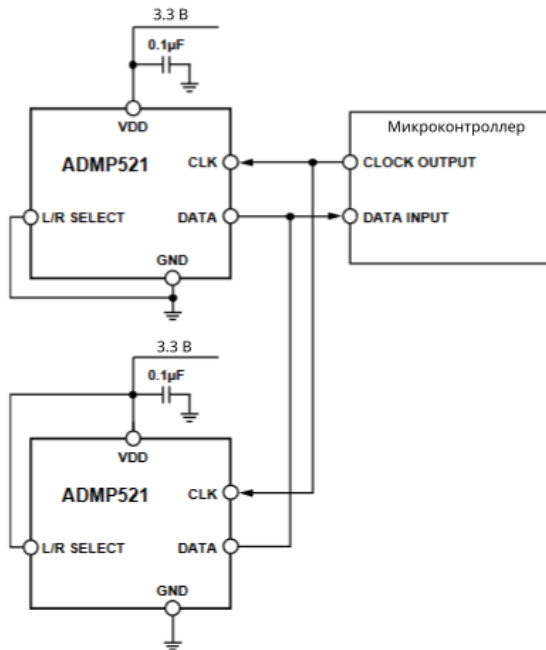 3.3 В
0.1µF
VDD
ADMP521
CLK
L/R SELECT
DATA
GND
Микроконтроллер
CLOCK OUTPUT
DATA INPUT
3.3 В
0.1µF
VDD
ADMP521
CLK
L/R SELECT
DATA
GND